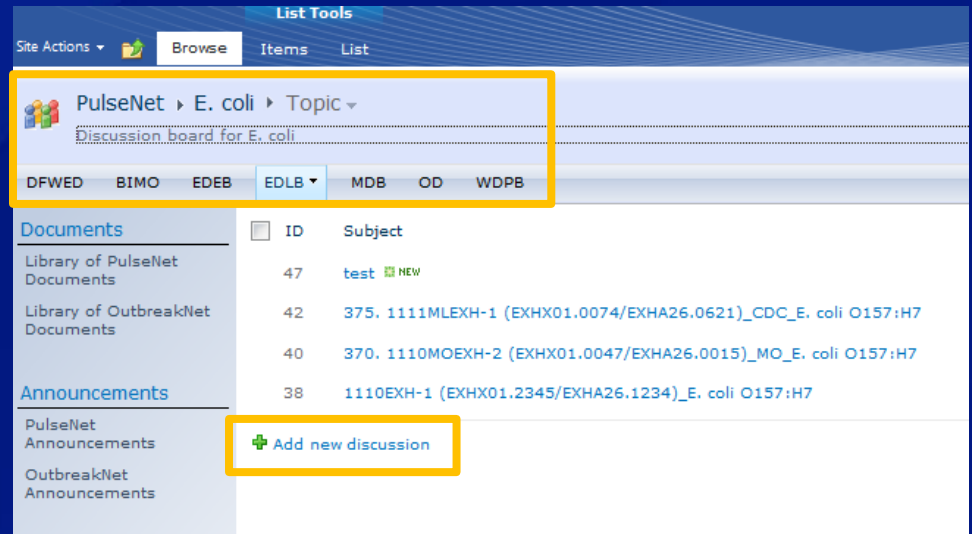 List Tools
Site Actions Browse Items List
PulseNet E. coli Topic
Discussion board for E. coli
DFWED BIMO EDEB EDLB MDB OD WDPB
Documents
Library of PulseNet
Documents
Library of OutbreakNet
Documents
Announcements
PulseNet
Announcements
OutbreakNet
Announcements
ID Subject
47 test NEW
42 375. 1111MLEXH-1 (EXHX01.0074/EXHA26.0621)_CDC_E. coli O157:H7
40 370. 1110MOEXH-2 (EXHX01.0047/EXHA26.0015)_MO_E. coli O157:H7
38 1110EXH-1 (EXHX01.2345/EXHA26.1234)_E. coli O157:H7
Add new discussion